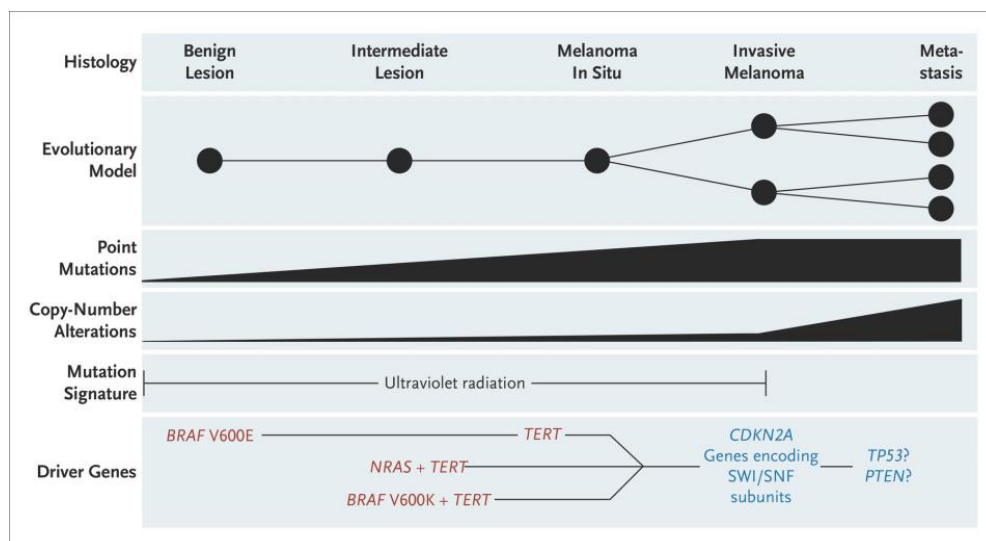 Histology
Benign
Lesion
Intermediate
Lesion
Melanoma
In Situ
Invasive
Melanoma
Meta-
stasis
Evolutionary
Model
Point
Mutations
Copy-Number
Alterations
Mutation
Signature
Ultraviolet radiation
Driver Genes
BRAF V600E
TERT
NRAS + TERT
BRAF V600K + TERT
CDKN2A
Genes encoding
SWI/SNF
subunits
TP53?
PTEN?